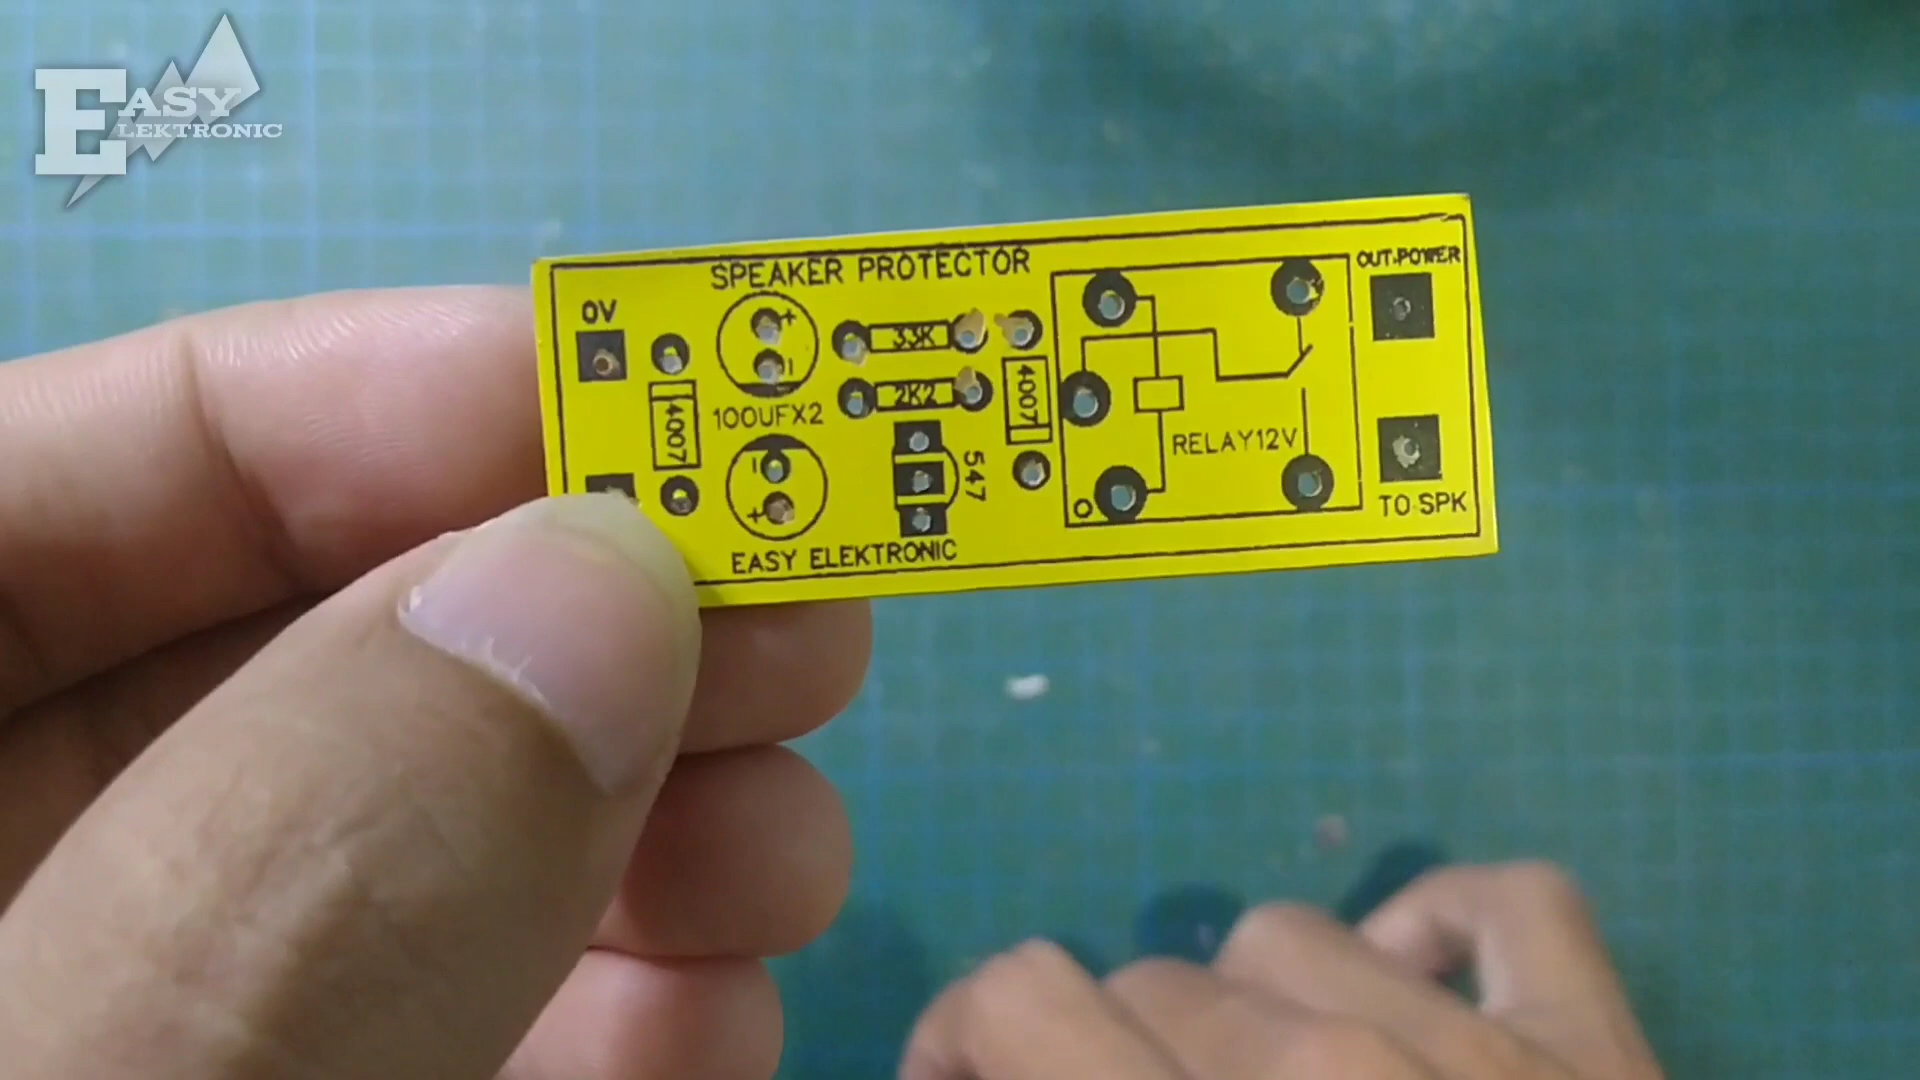 EASY
ELEKTRONIC
SPEAKER PROTECTOR
OUT.POWER
0V
+
33K
4007
2K2
4007
100UFX2
RELAY12V
547
+
TO SPK
EASY ELEKTRONIC